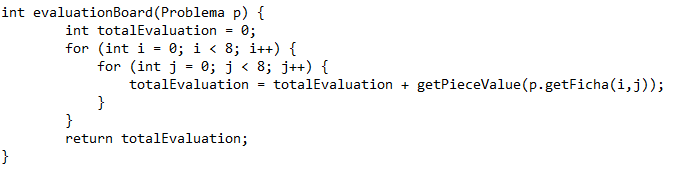 int evaluationBoard(Problema p) {
        int totalEvaluation = 0;
        for (int i = 0; i < 8; i++) {
            for (int j = 0; j < 8; j++) {
                totalEvaluation = totalEvaluation + getPieceValue(p.getFicha(i,j));
            }
        }
        return totalEvaluation;
}